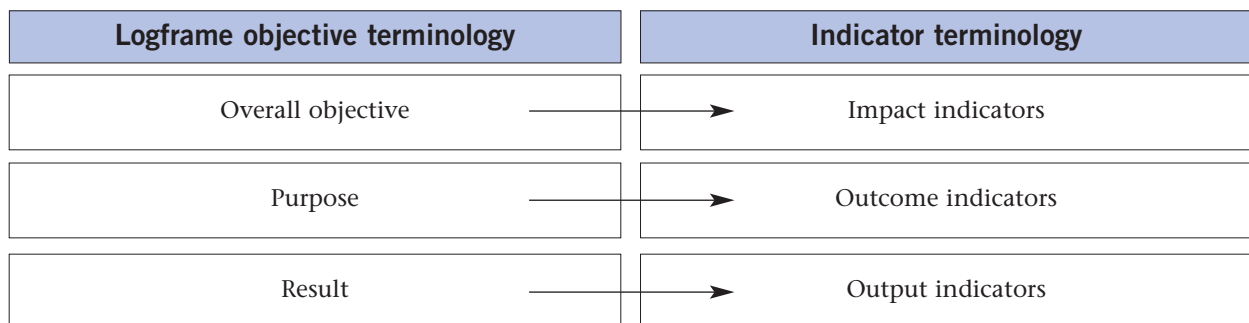 Logframe objective terminology
Indicator terminology
Overall objective
Impact indicators
Purpose
Outcome indicators
Result
Output indicators